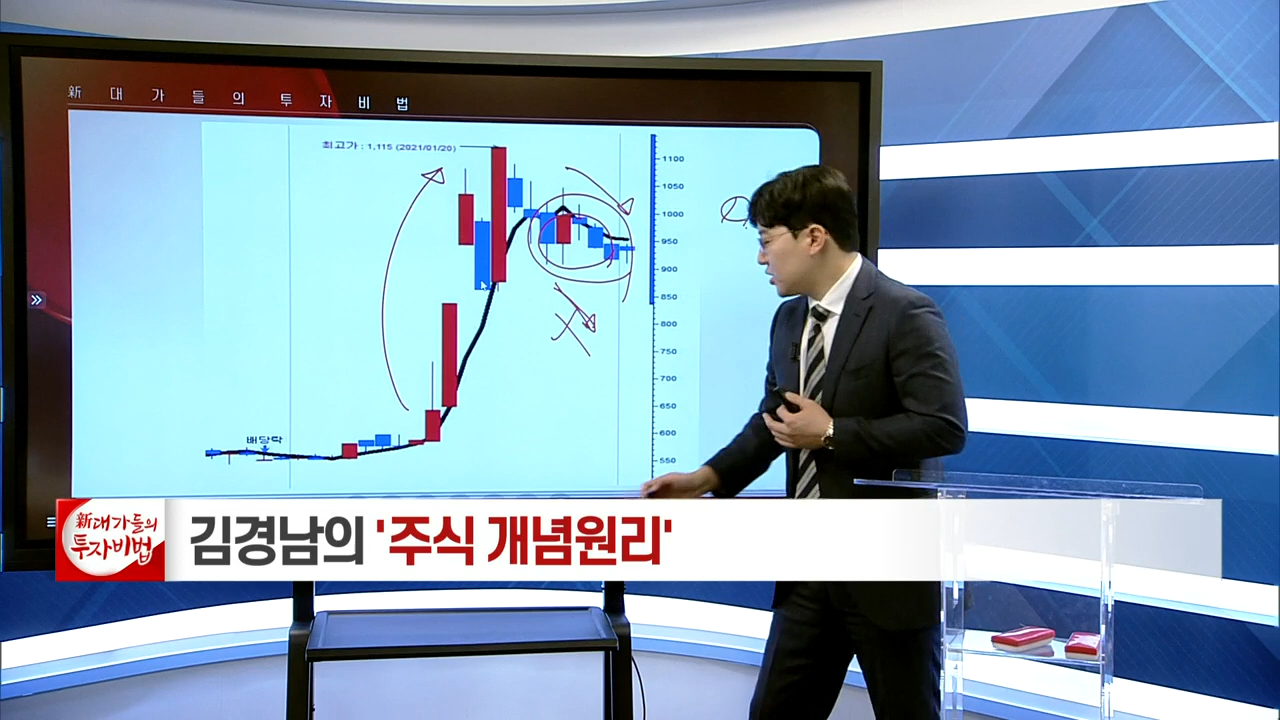 新 대 가 들 의 투 자 비 법
최고가 : 1,115 (2021/01/20)
1100
1050
1000
950
900
850
800
750
700
650
600
550
배당락
新대가들의
투자비법
김경남의 '주식 개념원리'